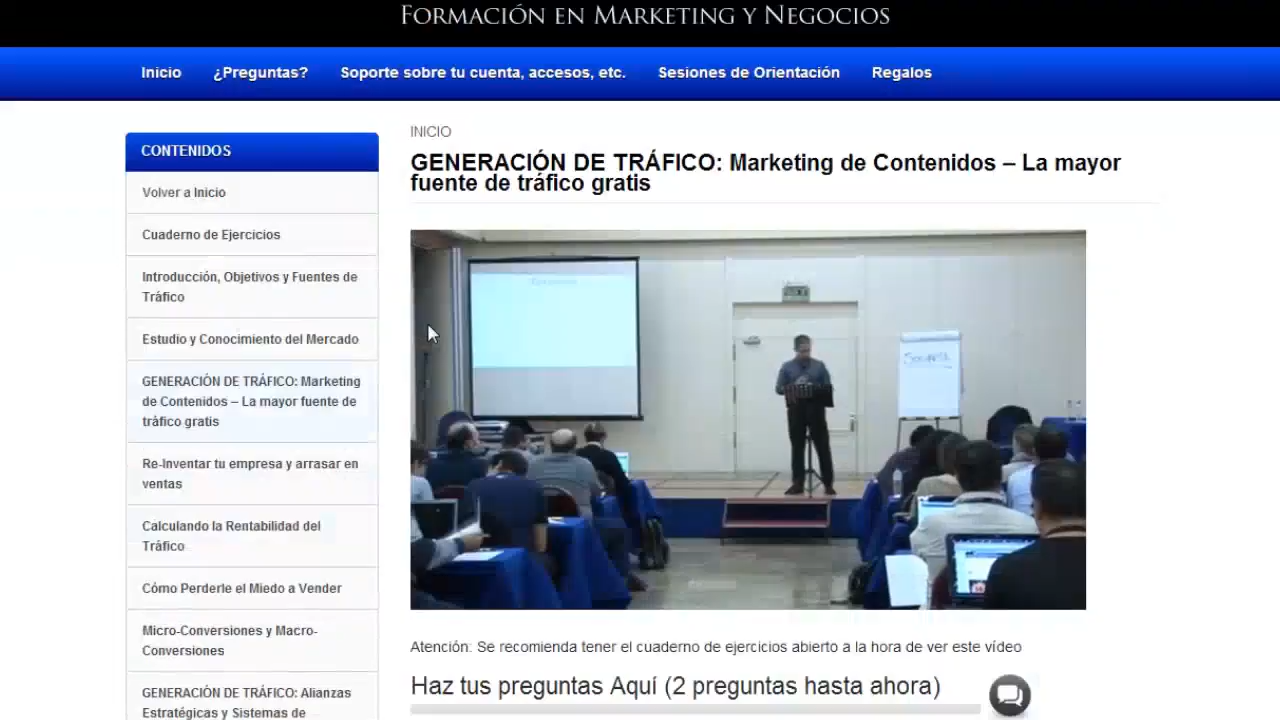 FORMACIÓN EN MARKETING Y NEGOCIOS
Inicio ¿Preguntas? Soporte sobre tu cuenta, accesos, etc. Sesiones de Orientación Regalos
CONTENIDOS
Volver a Inicio
Cuaderno de Ejercicios
Introducción, Objetivos y Fuentes de
Tráfico
Estudio y Conocimiento del Mercado
GENERACIÓN DE TRÁFICO: Marketing
de Contenidos – La mayor fuente de
tráfico gratis
Re-Inventar tu empresa y arrasar en
ventas
Calculando la Rentabilidad del
Tráfico
Cómo Perderle el Miedo a Vender
Micro-Conversiones y Macro-
Conversiones
GENERACIÓN DE TRÁFICO: Alianzas
Estratégicas y Sistemas de
INICIO
GENERACIÓN DE TRÁFICO: Marketing de Contenidos – La mayor
fuente de tráfico gratis
Atención: Se recomienda tener el cuaderno de ejercicios abierto a la hora de ver este vídeo
Haz tus preguntas Aquí (2 preguntas hasta ahora)